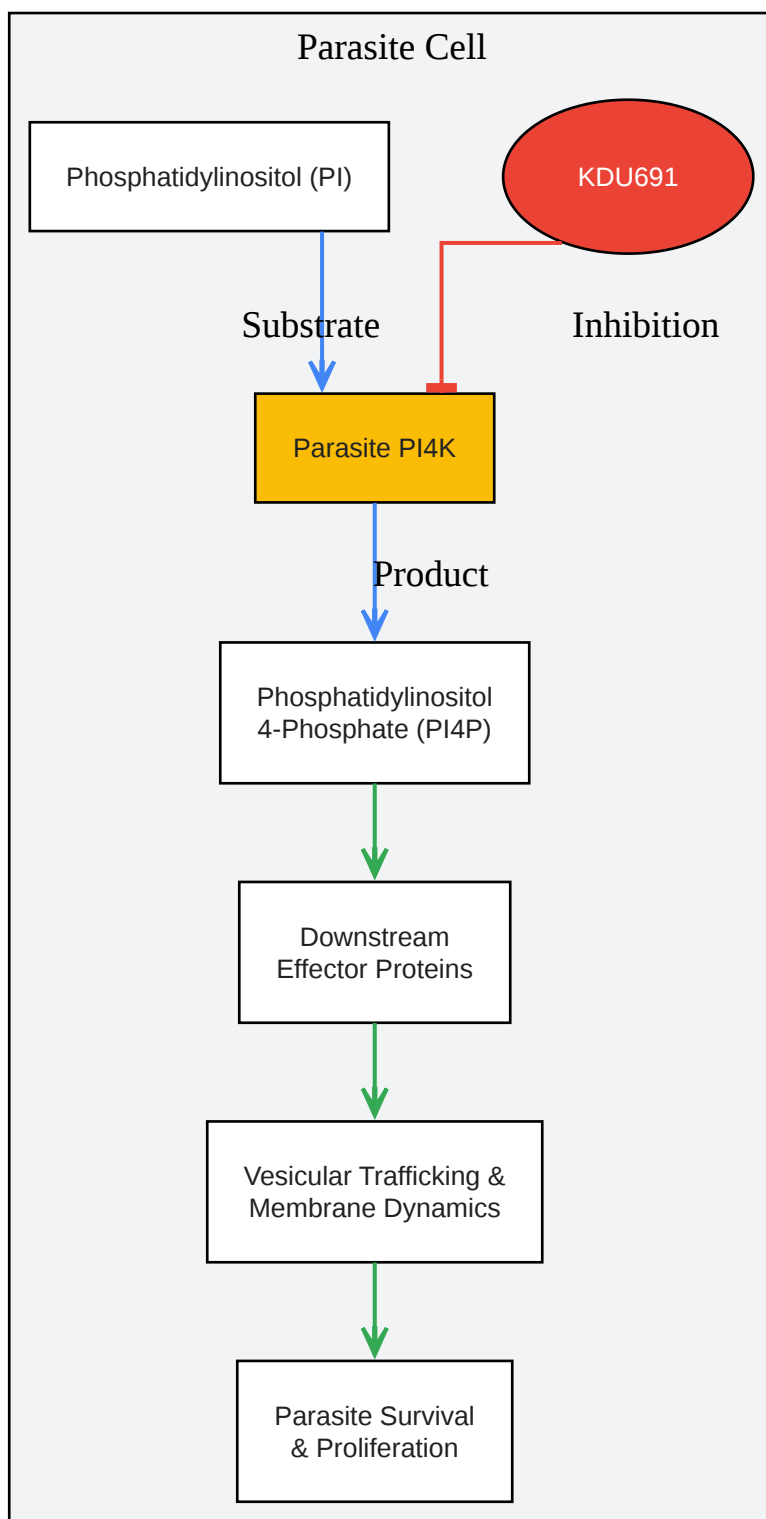 Parasite Cell
Phosphatidylinositol (PI)
KDU691
Substrate
Inhibition
Parasite PI4K
Product
Phosphatidylinositol
4-Phosphate (PI4P)
Downstream
Effector Proteins
Vesicular Trafficking &
Membrane Dynamics
Parasite Survival
& Proliferation